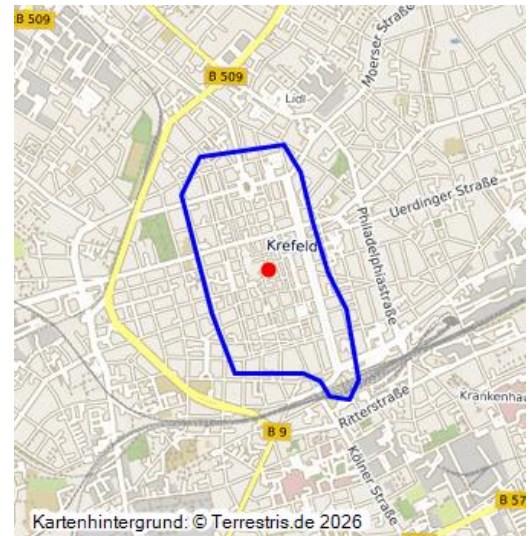 B 509
B 509
Moerser Straße
Lidl
Uerdinger Straße
Philadelphiastraße
Krefeld
Ritterstraße
Krankenhau
B 9
Kölner Straße
B 57
Kartenhintergrund: © Terrestris.de 2026